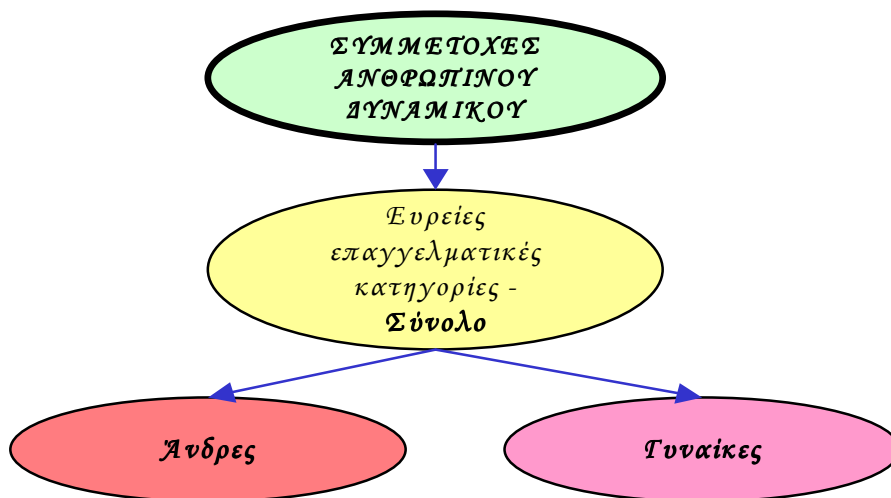 ΣΥΜΜΕΤΟΧΕΣ
ΑΝΘΡΩΠΙΝΟΥ
ΔΥΝΑΜΙΚΟΥ
Ευρείες
επαγγελματικές
κατηγορίες -
Σύνολο
Άνδρες
Γυναίκες